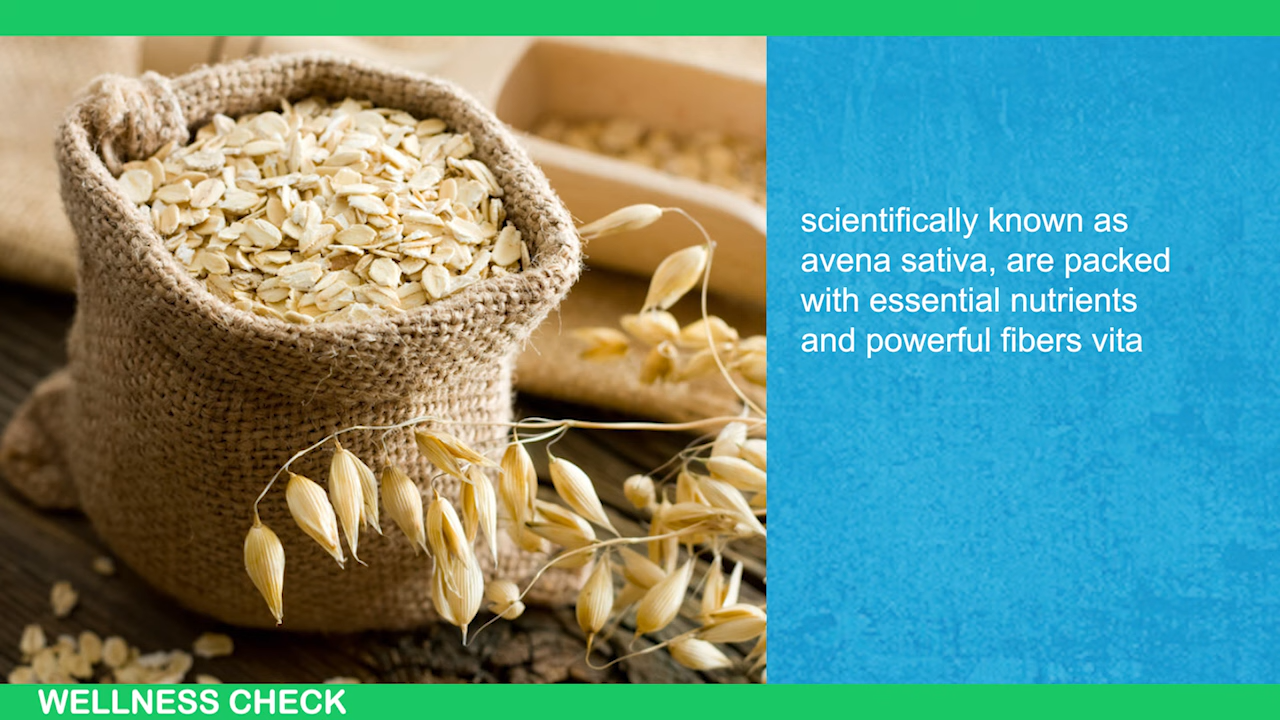 scientifically known as
avena sativa, are packed
with essential nutrients
and powerful fibers vita
WELLNESS CHECK